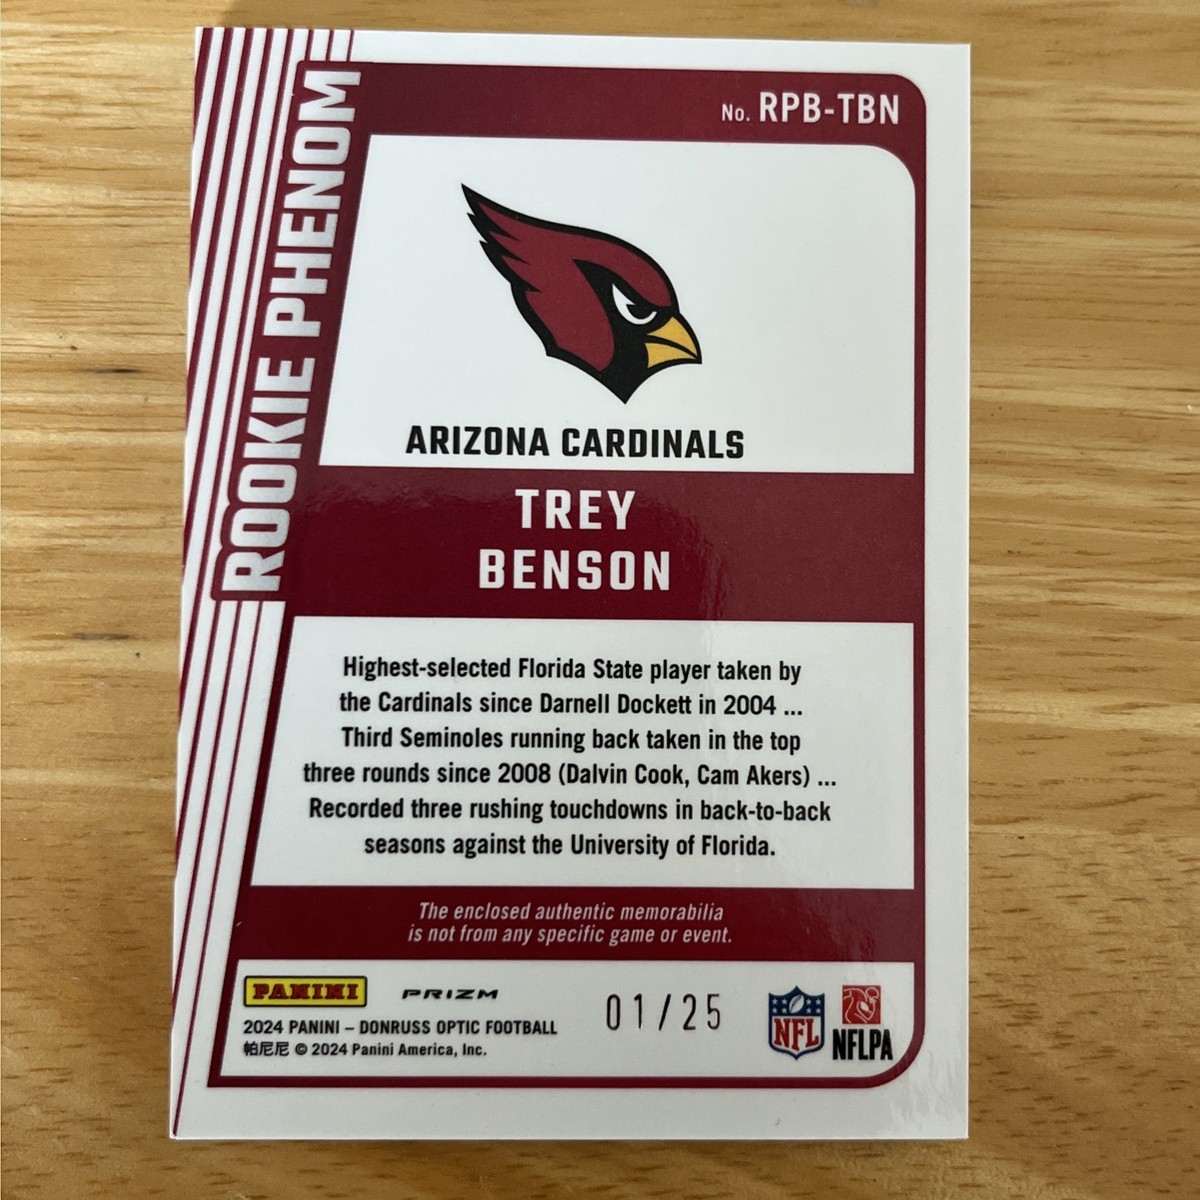 No. RPB-TBN
ROOKIE PHENOM
ARIZONA CARDINALS
TREY
BENSON
Highest-selected Florida State player taken by
the Cardinals since Darnell Dockett in 2004 ...
Third Seminoles running back taken in the top
three rounds since 2008 (Dalvin Cook, Cam Akers) ...
Recorded three rushing touchdowns in back-to-back
seasons against the University of Florida.
The enclosed authentic memorabilia
is not from any specific game or event.
PANINI
PRIZM
2024 PANINI – DONRUSS OPTIC FOOTBALL
帕尼尼 © 2024 Panini America, Inc.
01/25
NFL
NFLPA